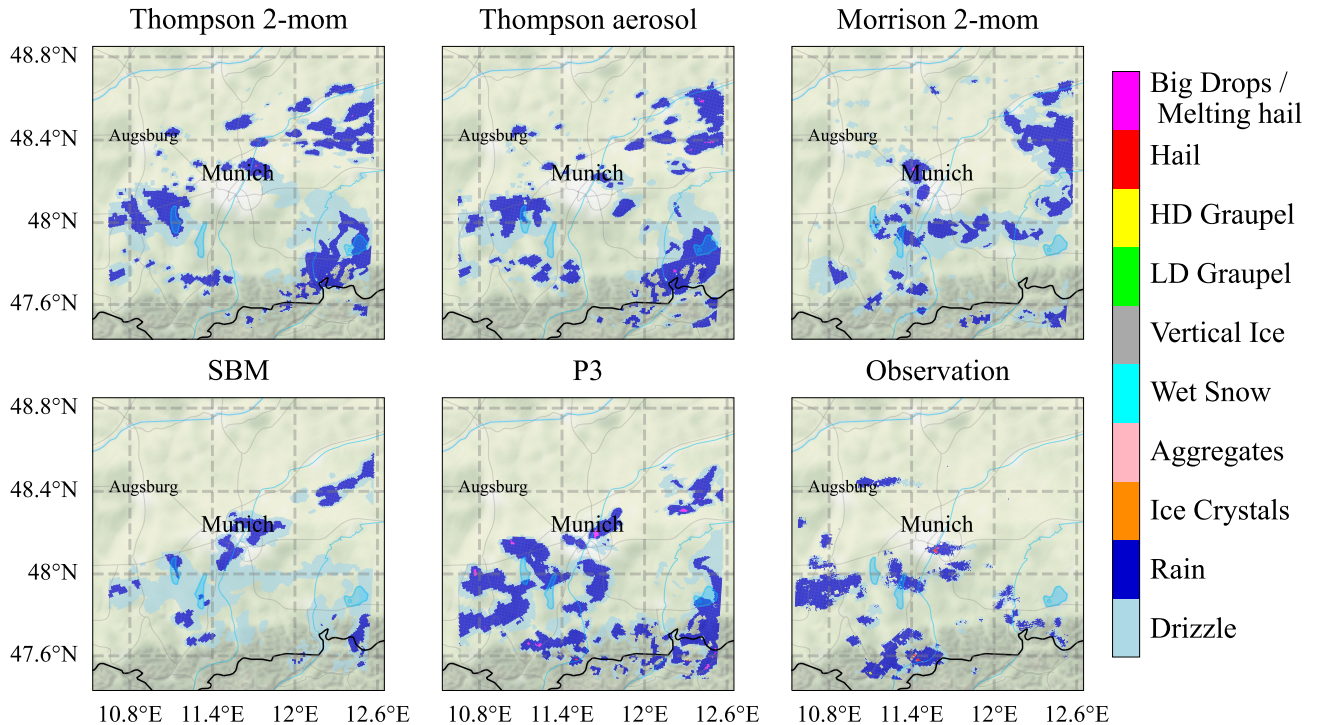 Thompson 2-mom
Thompson aerosol
Morrison 2-mom
48.8°N
48.4°N
48°N
47.6°N
Augsburg
Munich
Augsburg
Munich
Augsburg
Munich
SBM
P3
Observation
48.8°N
48.4°N
48°N
47.6°N
Augsburg
Munich
Augsburg
Munich
Augsburg
Munich
10.8°E 11.4°E 12°E 12.6°E
10.8°E 11.4°E 12°E 12.6°E
10.8°E 11.4°E 12°E 12.6°E
Big Drops /
Melting hail
Hail
HD Graupel
LD Graupel
Vertical Ice
Wet Snow
Aggregates
Ice Crystals
Rain
Drizzle